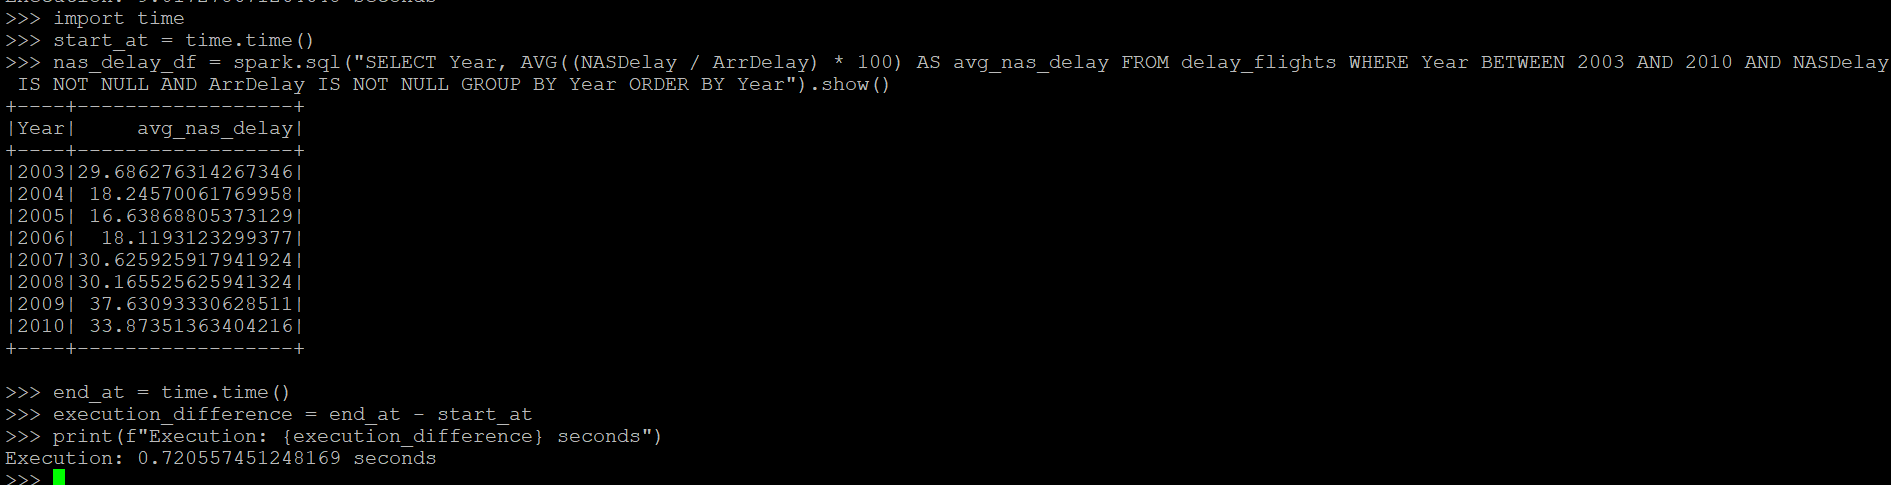 >>> import time
>>> start_at = time.time()
>>> nas_delay_df = spark.sql("SELECT Year, AVG((NASDelay / ArrDelay) * 100) AS avg_nas_delay FROM delay_flights WHERE Year BETWEEN 2003 AND 2010 AND NASDelay
 IS NOT NULL AND ArrDelay IS NOT NULL GROUP BY Year ORDER BY Year").show()
+----+------------------+
|Year|     avg_nas_delay|
+----+------------------+
|2003|29.686276314267346|
|2004| 18.24570061769958|
|2005| 16.63868805373129|
|2006|  18.1193123299377|
|2007|30.625925917941924|
|2008|30.165525625941324|
|2009| 37.63093330628511|
|2010| 33.87351363404216|
+----+------------------+
>>> end_at = time.time()
>>> execution_difference = end_at - start_at
>>> print(f"Execution: {execution_difference} seconds")
Execution: 0.720557451248169 seconds
>>>